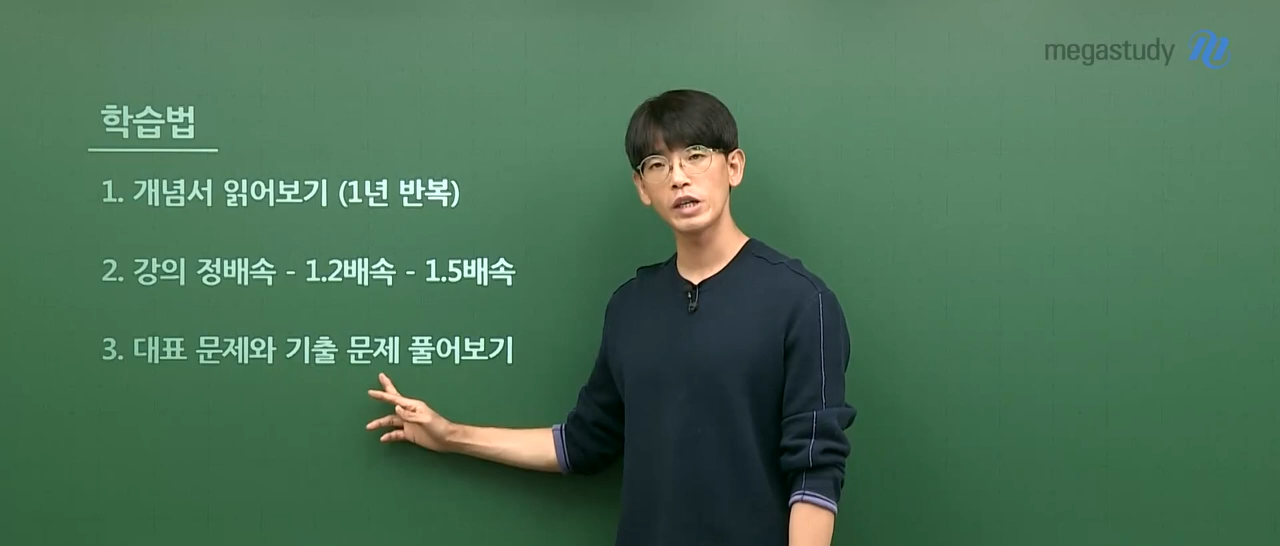 megastudy
학습법
1. 개념서 읽어보기 (1년 반복)
2. 강의 정배속 - 1.2배속 - 1.5배속
3. 대표 문제와 기출 문제 풀어보기